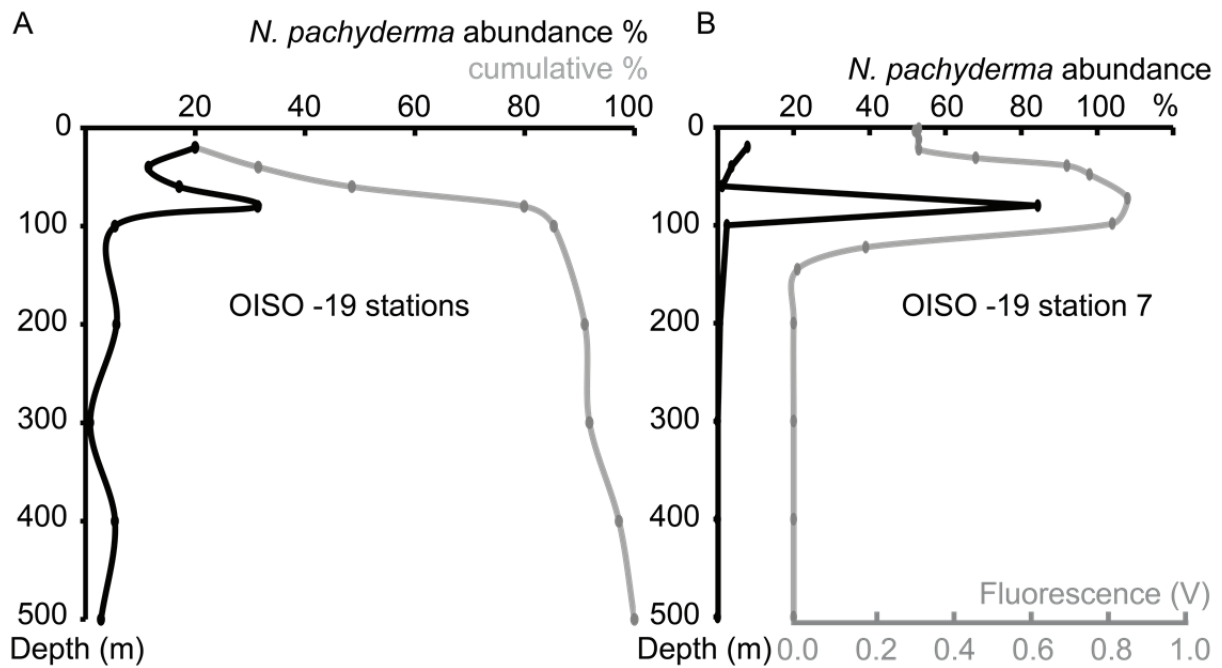 A
N. pachyderma abundance %
cumulative %
20 40 60 80 100
0
100
200
300
400
500
Depth (m)
OISO -19 stations
B
N. pachyderma abundance
20 40 60 80 100 %
0
100
200
300
400
500
Depth (m)
OISO -19 station 7
Fluorescence (V)
0.0 0.2 0.4 0.6 0.8 1.0